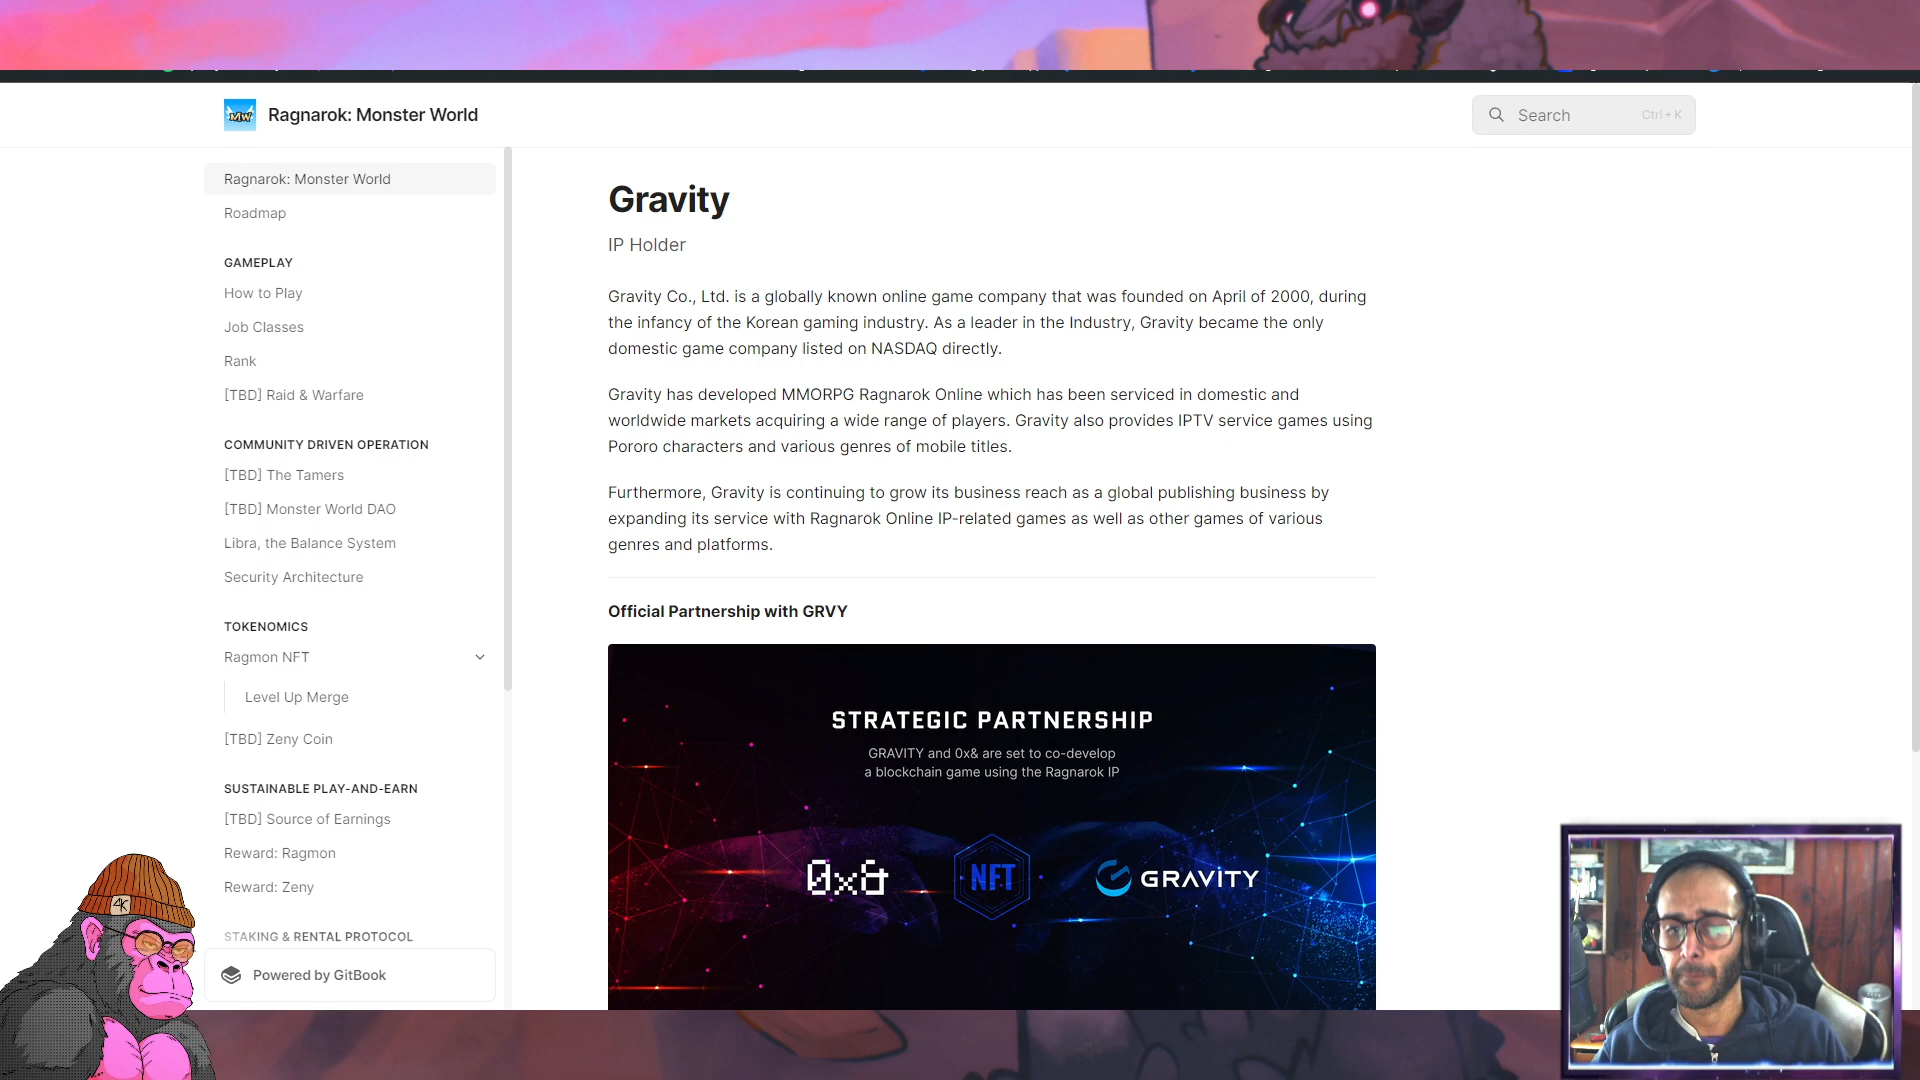 MW
Ragnarok: Monster World
Search
Ctrl + K
Ragnarok: Monster World
Roadmap
GAMEPLAY
How to Play
Job Classes
Rank
[TBD] Raid & Warfare
COMMUNITY DRIVEN OPERATION
[TBD] The Tamers
[TBD] Monster World DAO
Libra, the Balance System
Security Architecture
TOKENOMICS
Ragmon NFT
Level Up Merge
[TBD] Zeny Coin
SUSTAINABLE PLAY-AND-EARN
[TBD] Source of Earnings
Reward: Ragmon
Reward: Zeny
STAKING & RENTAL PROTOCOL
Powered by GitBook
Gravity
IP Holder
Gravity Co., Ltd. is a globally known online game company that was founded on April of 2000, during
the infancy of the Korean gaming industry. As a leader in the Industry, Gravity became the only
domestic game company listed on NASDAQ directly.
Gravity has developed MMORPG Ragnarok Online which has been serviced in domestic and
worldwide markets acquiring a wide range of players. Gravity also provides IPTV service games using
Pororo characters and various genres of mobile titles.
Furthermore, Gravity is continuing to grow its business reach as a global publishing business by
expanding its service with Ragnarok Online IP-related games as well as other games of various
genres and platforms.
Official Partnership with GRVY
STRATEGIC PARTNERSHIP
GRAVITY and 0x& are set to co-develop
a blockchain game using the Ragnarok IP
0x&
NFT
GRAVITY
4K